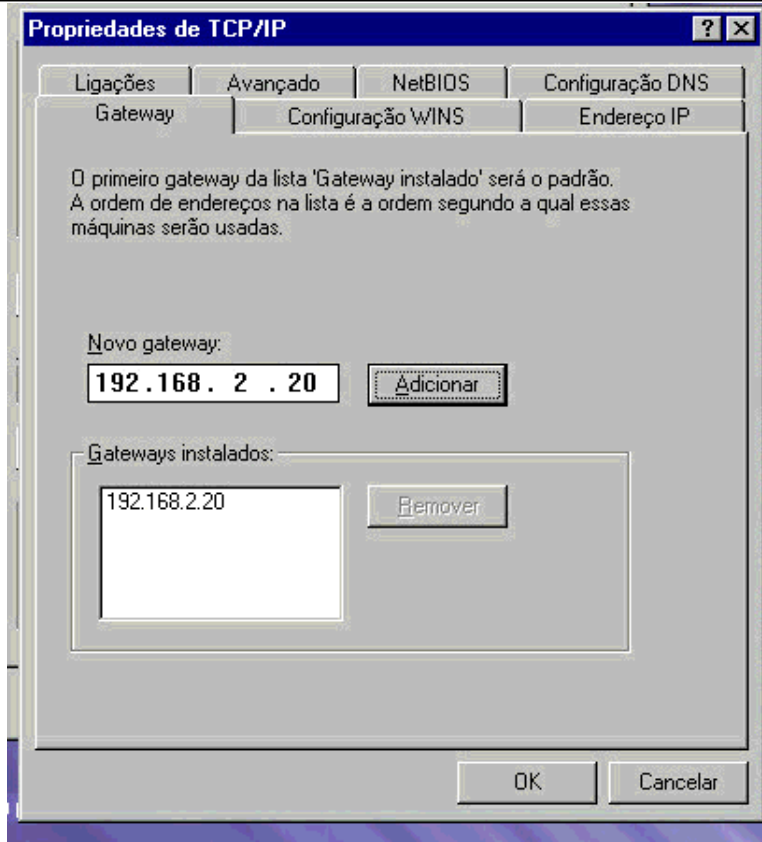 Propriedades de TCP/IP
Ligações Avançado NetBIOS Configuração DNS
Gateway Configuração WINS Endereço IP
O primeiro gateway da lista 'Gateway instalado' será o padrão.
A ordem de endereços na lista é a ordem segundo a qual essas
máquinas serão usadas.
Novo gateway:
192.168. 2 .20 Adicionar
Gateways instalados:
192.168.2.20 Remover
OK Cancelar